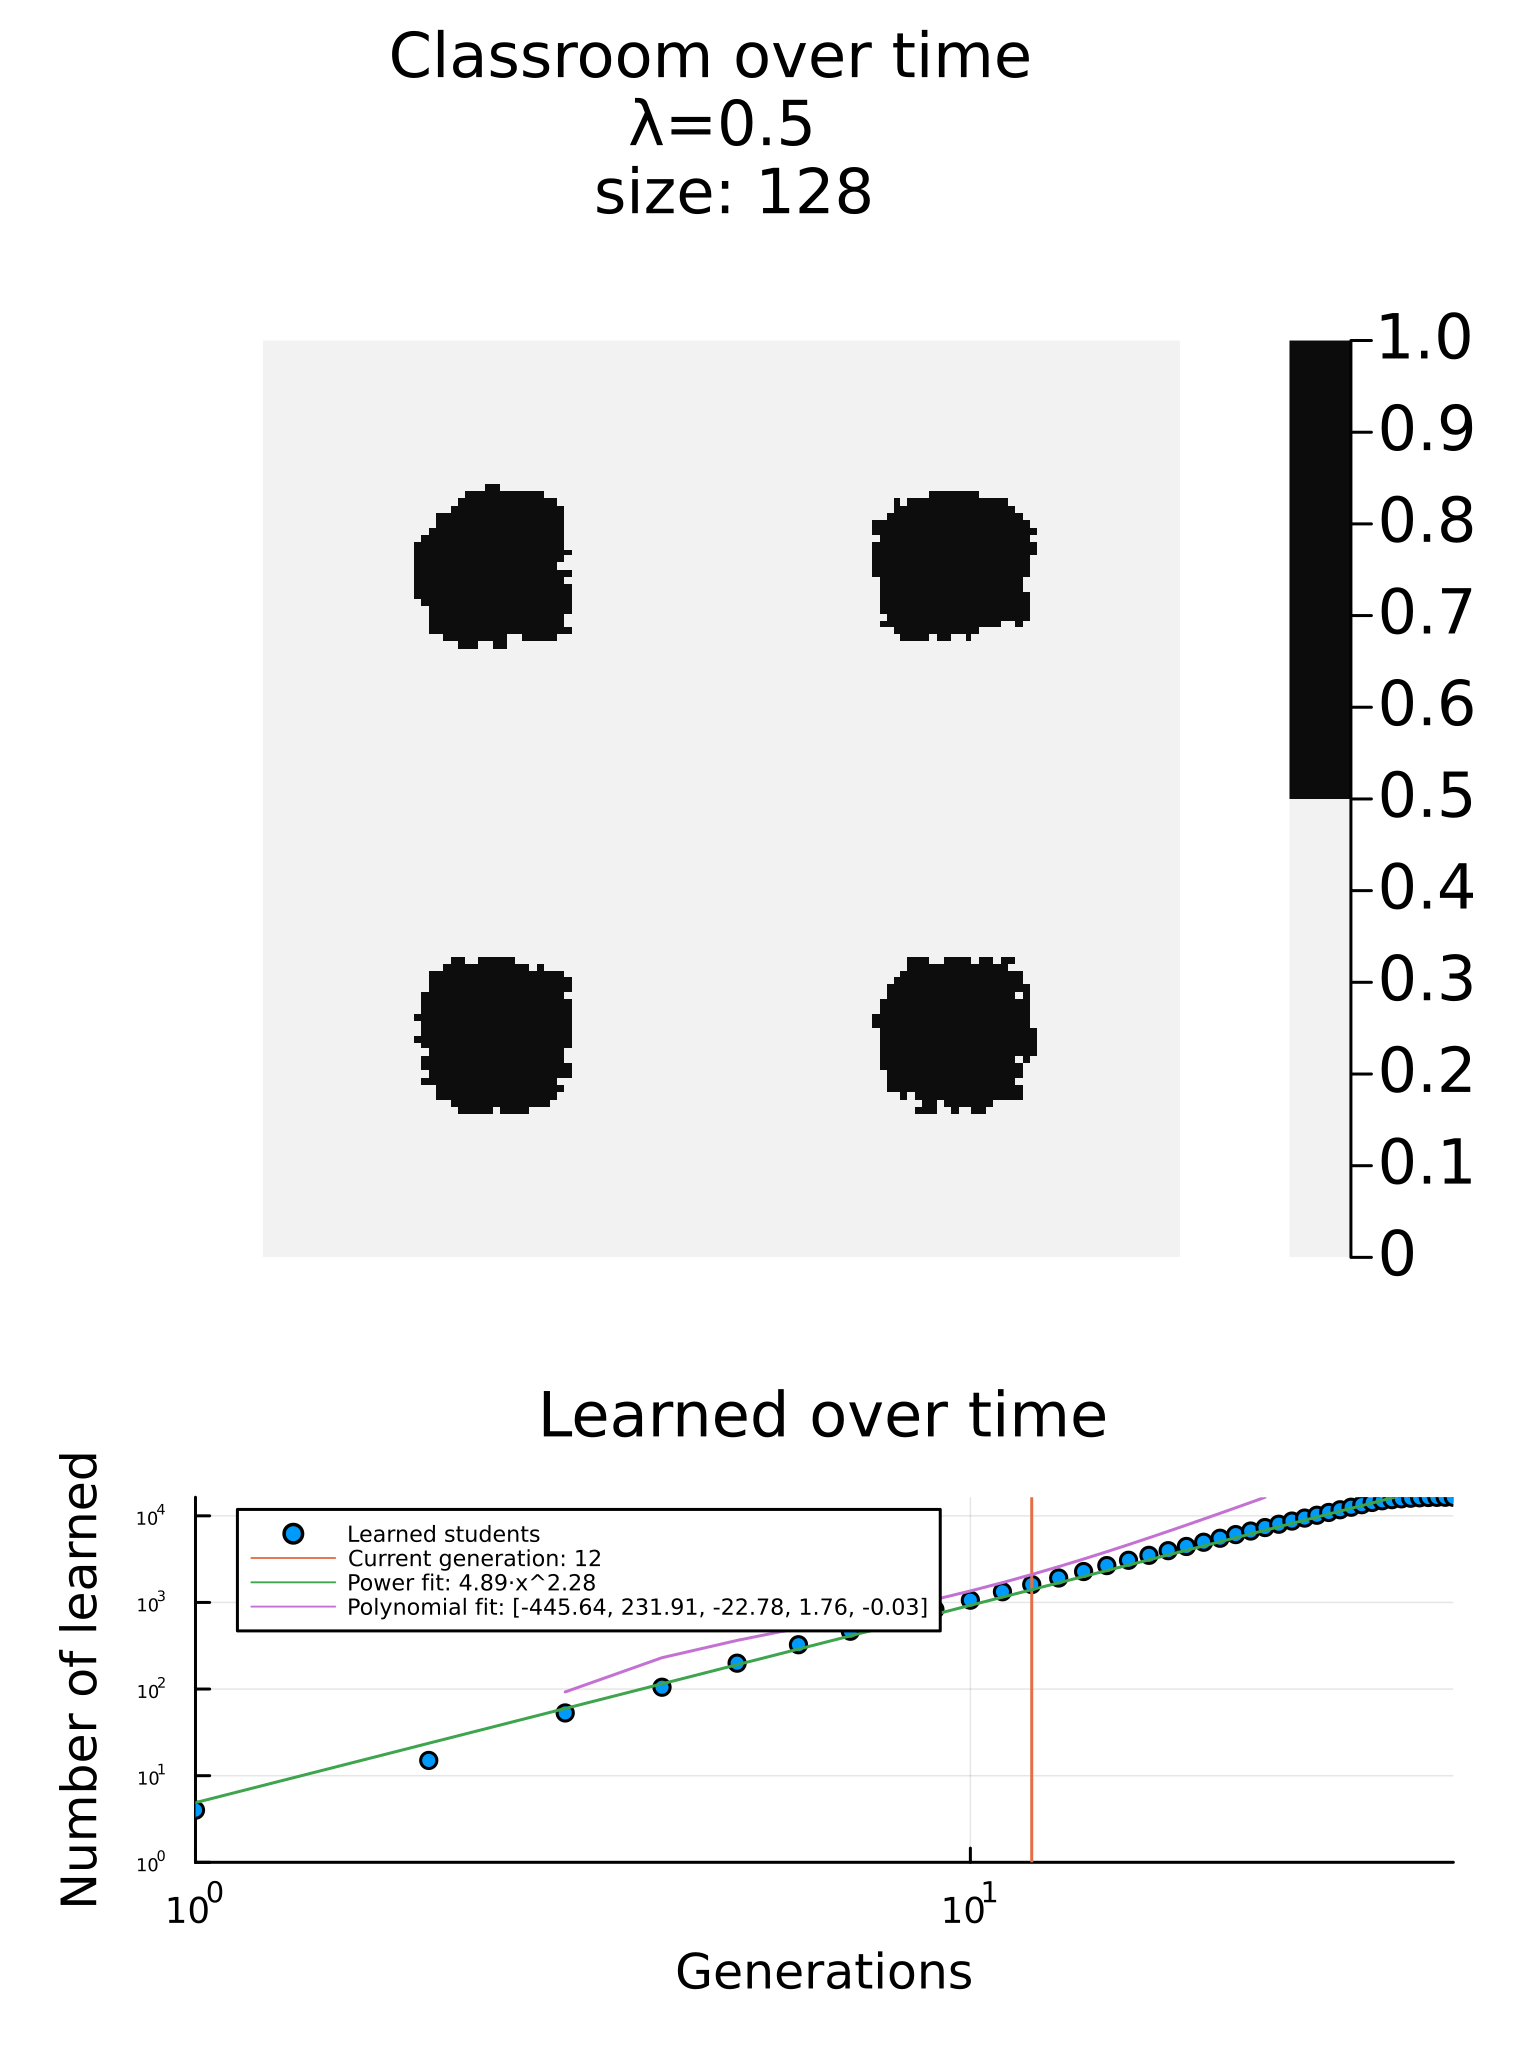 Classroom over time
λ=0.5
size: 128
1.0
0.9
0.8
0.7
0.6
0.5
0.4
0.3
0.2
0.1
0
Learned over time
Number of learned
10^4
10^3
10^2
10^1
10^0
Learned students
Current generation: 12
Power fit: 4.89·x^2.28
Polynomial fit: [-445.64, 231.91, -22.78, 1.76, -0.03]
10^0
10^1
Generations